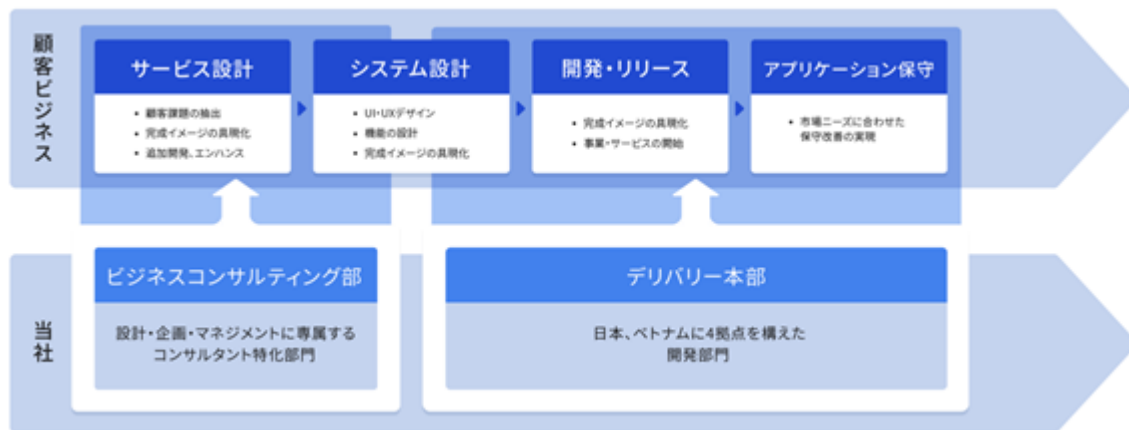 顧客ビジネス
サービス設計
• 顧客課題の抽出
• 完成イメージの具現化
• 追加開発、エンハンス
システム設計
• UI・UXデザイン
• 機能の設計
• 完成イメージの具現化
開発・リリース
• 完成イメージの具現化
• 事業・サービスの開始
アプリケーション保守
• 市場ニーズに合わせた
保守改善の実現
当社
ビジネスコンサルティング部
設計・企画・マネジメントに専属する
コンサルタント特化部門
デリバリー本部
日本、ベトナムに4拠点を構えた
開発部門